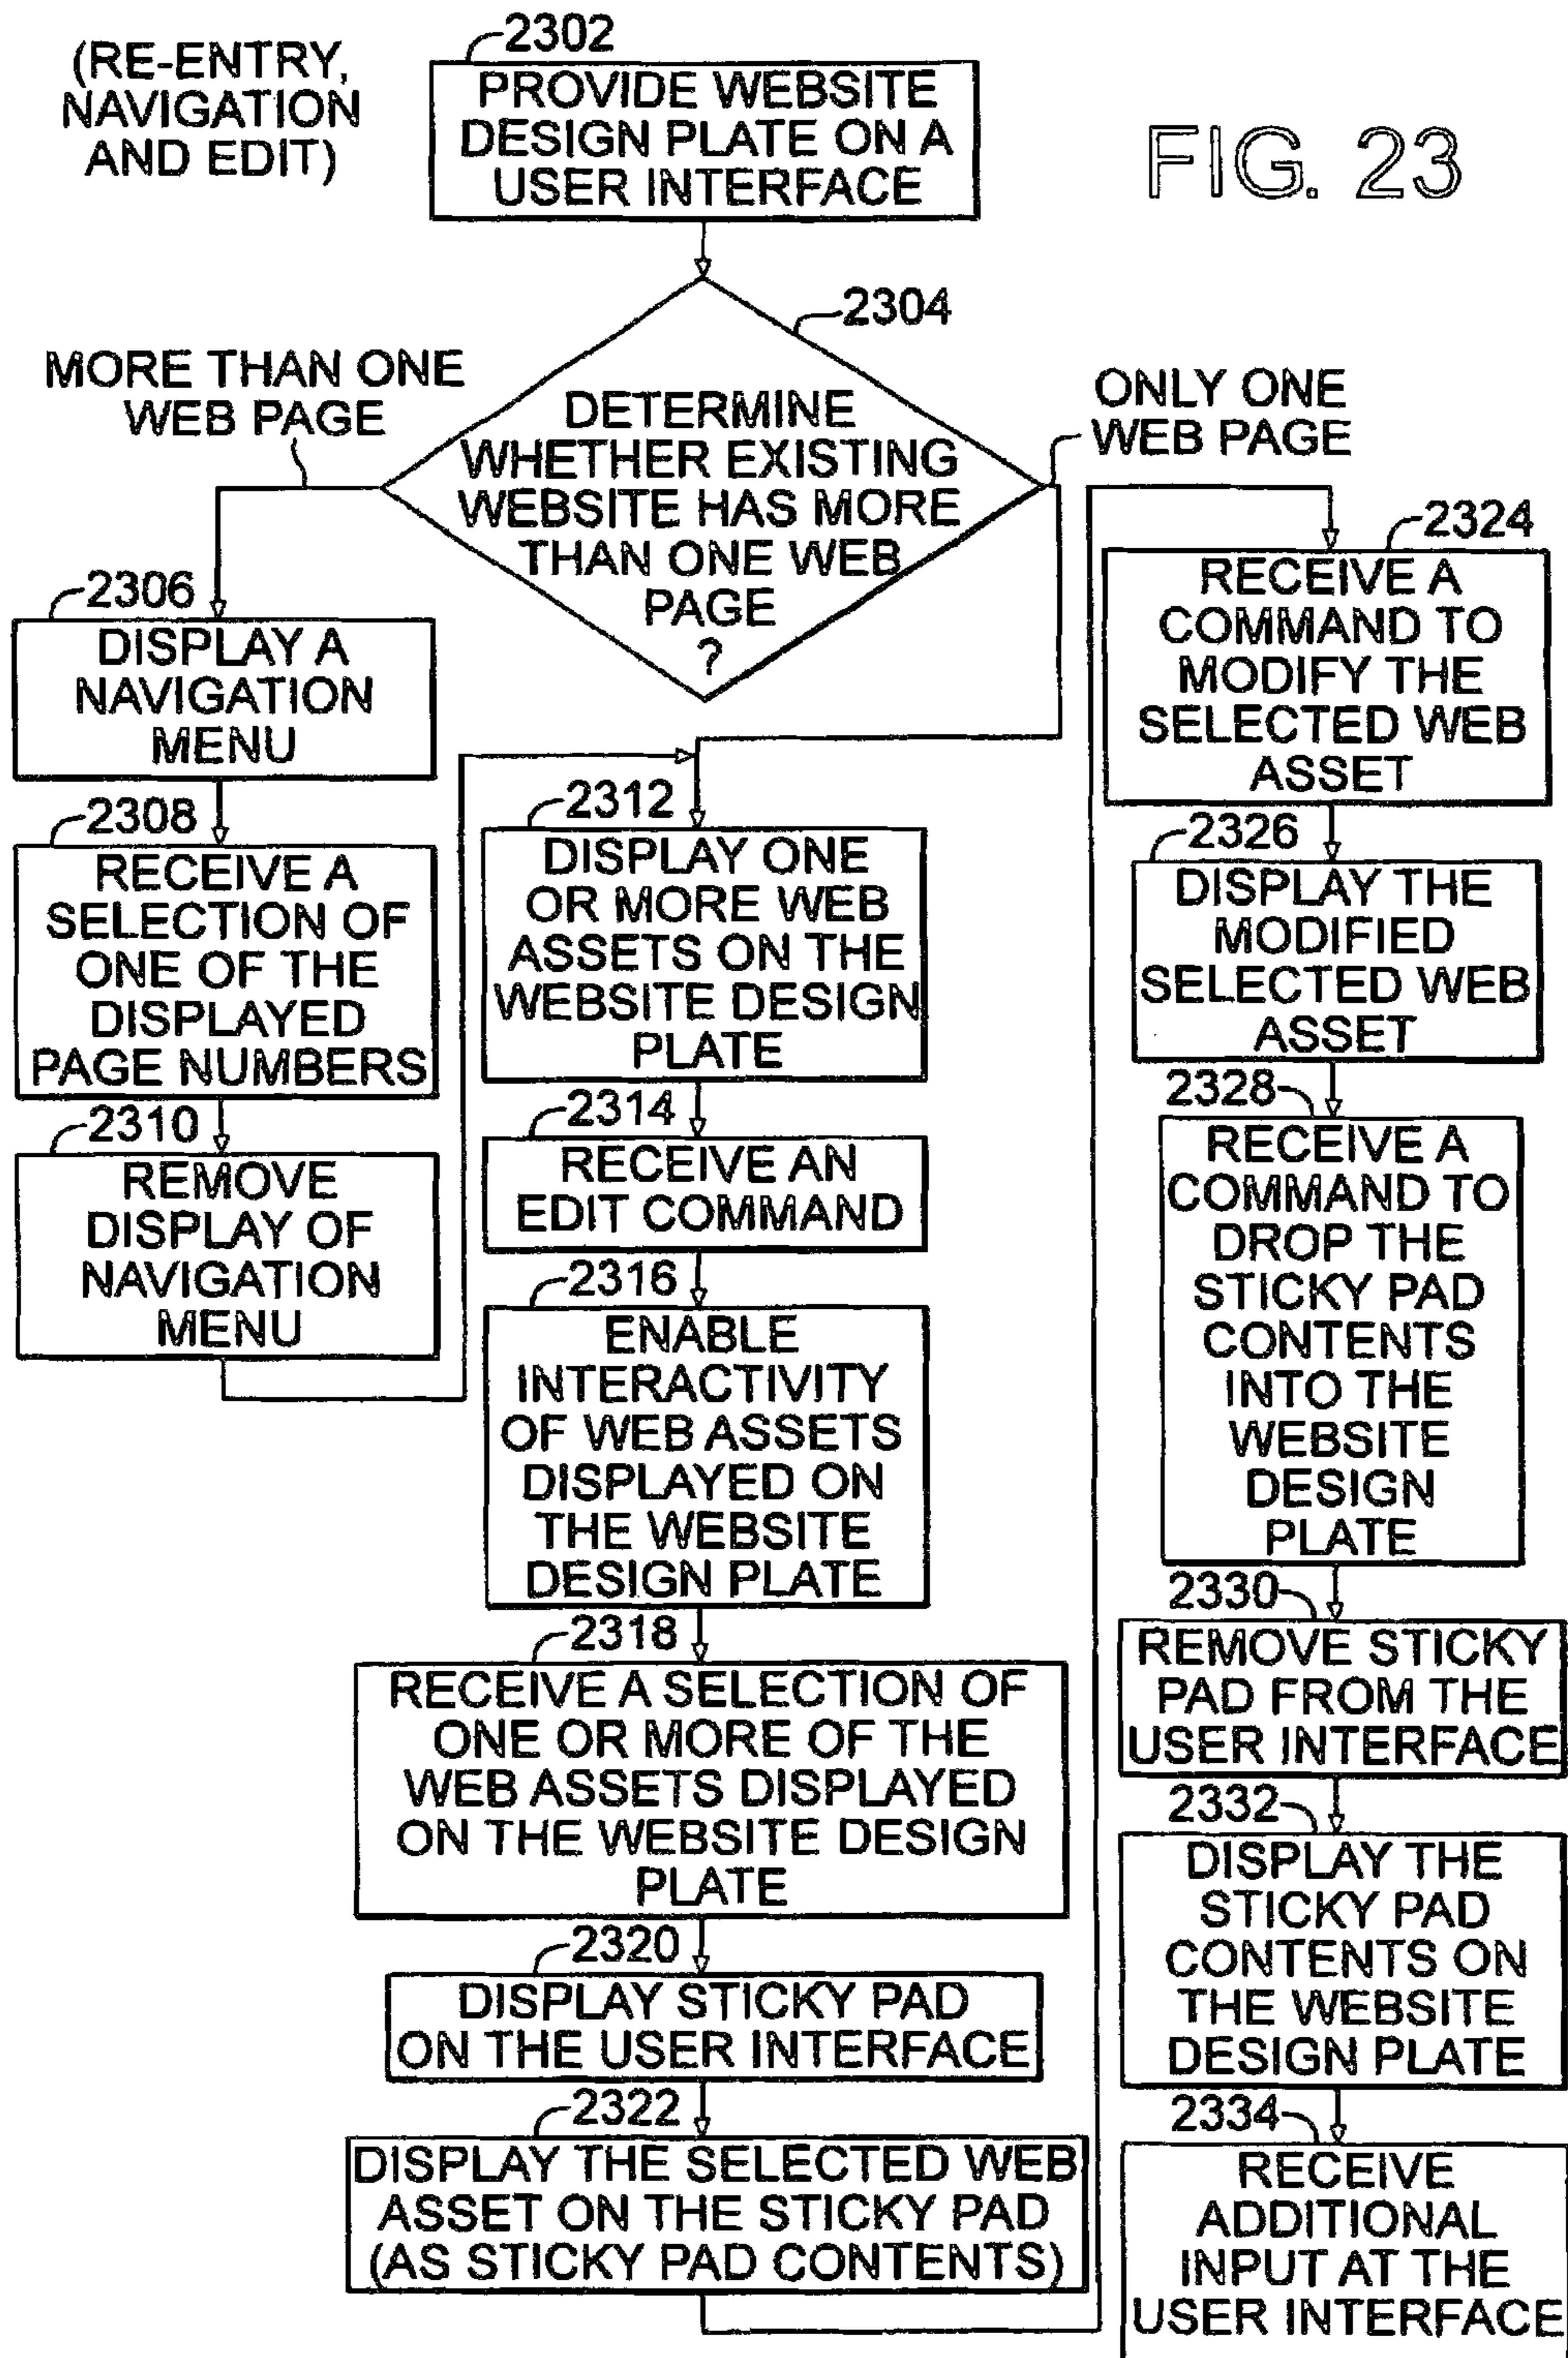 (RE-ENTRY,
NAVIGATION
AND EDIT)
2302
PROVIDE WEBSITE
DESIGN PLATE ON A
USER INTERFACE
FIG. 23
2304
DETERMINE
WHETHER EXISTING
WEBSITE HAS MORE
THAN ONE WEB
PAGE
?
MORE THAN ONE
WEB PAGE
ONLY ONE
WEB PAGE
2306
DISPLAY A
NAVIGATION
MENU
2308
RECEIVE A
SELECTION OF
ONE OF THE
DISPLAYED
PAGE NUMBERS
2310
REMOVE
DISPLAY OF
NAVIGATION
MENU
2312
DISPLAY ONE
OR MORE WEB
ASSETS ON THE
WEBSITE DESIGN
PLATE
2314
RECEIVE AN
EDIT COMMAND
2316
ENABLE
INTERACTIVITY
OF WEB ASSETS
DISPLAYED ON
THE WEBSITE
DESIGN PLATE
2318
RECEIVE A SELECTION OF
ONE OR MORE OF THE
WEB ASSETS DISPLAYED
ON THE WEBSITE DESIGN
PLATE
2320
DISPLAY STICKY PAD
ON THE USER INTERFACE
2322
DISPLAY THE SELECTED WEB
ASSET ON THE STICKY PAD
(AS STICKY PAD CONTENTS)
2324
RECEIVE A
COMMAND TO
MODIFY THE
SELECTED WEB
ASSET
2326
DISPLAY THE
MODIFIED
SELECTED WEB
ASSET
2328
RECEIVE A
COMMAND TO
DROP THE
STICKY PAD
CONTENTS
INTO THE
WEBSITE
DESIGN
PLATE
2330
REMOVE STICKY
PAD FROM THE
USER INTERFACE
2332
DISPLAY THE
STICKY PAD
CONTENTS ON
THE WEBSITE
DESIGN PLATE
2334
RECEIVE
ADDITIONAL
INPUT AT THE
USER INTERFACE